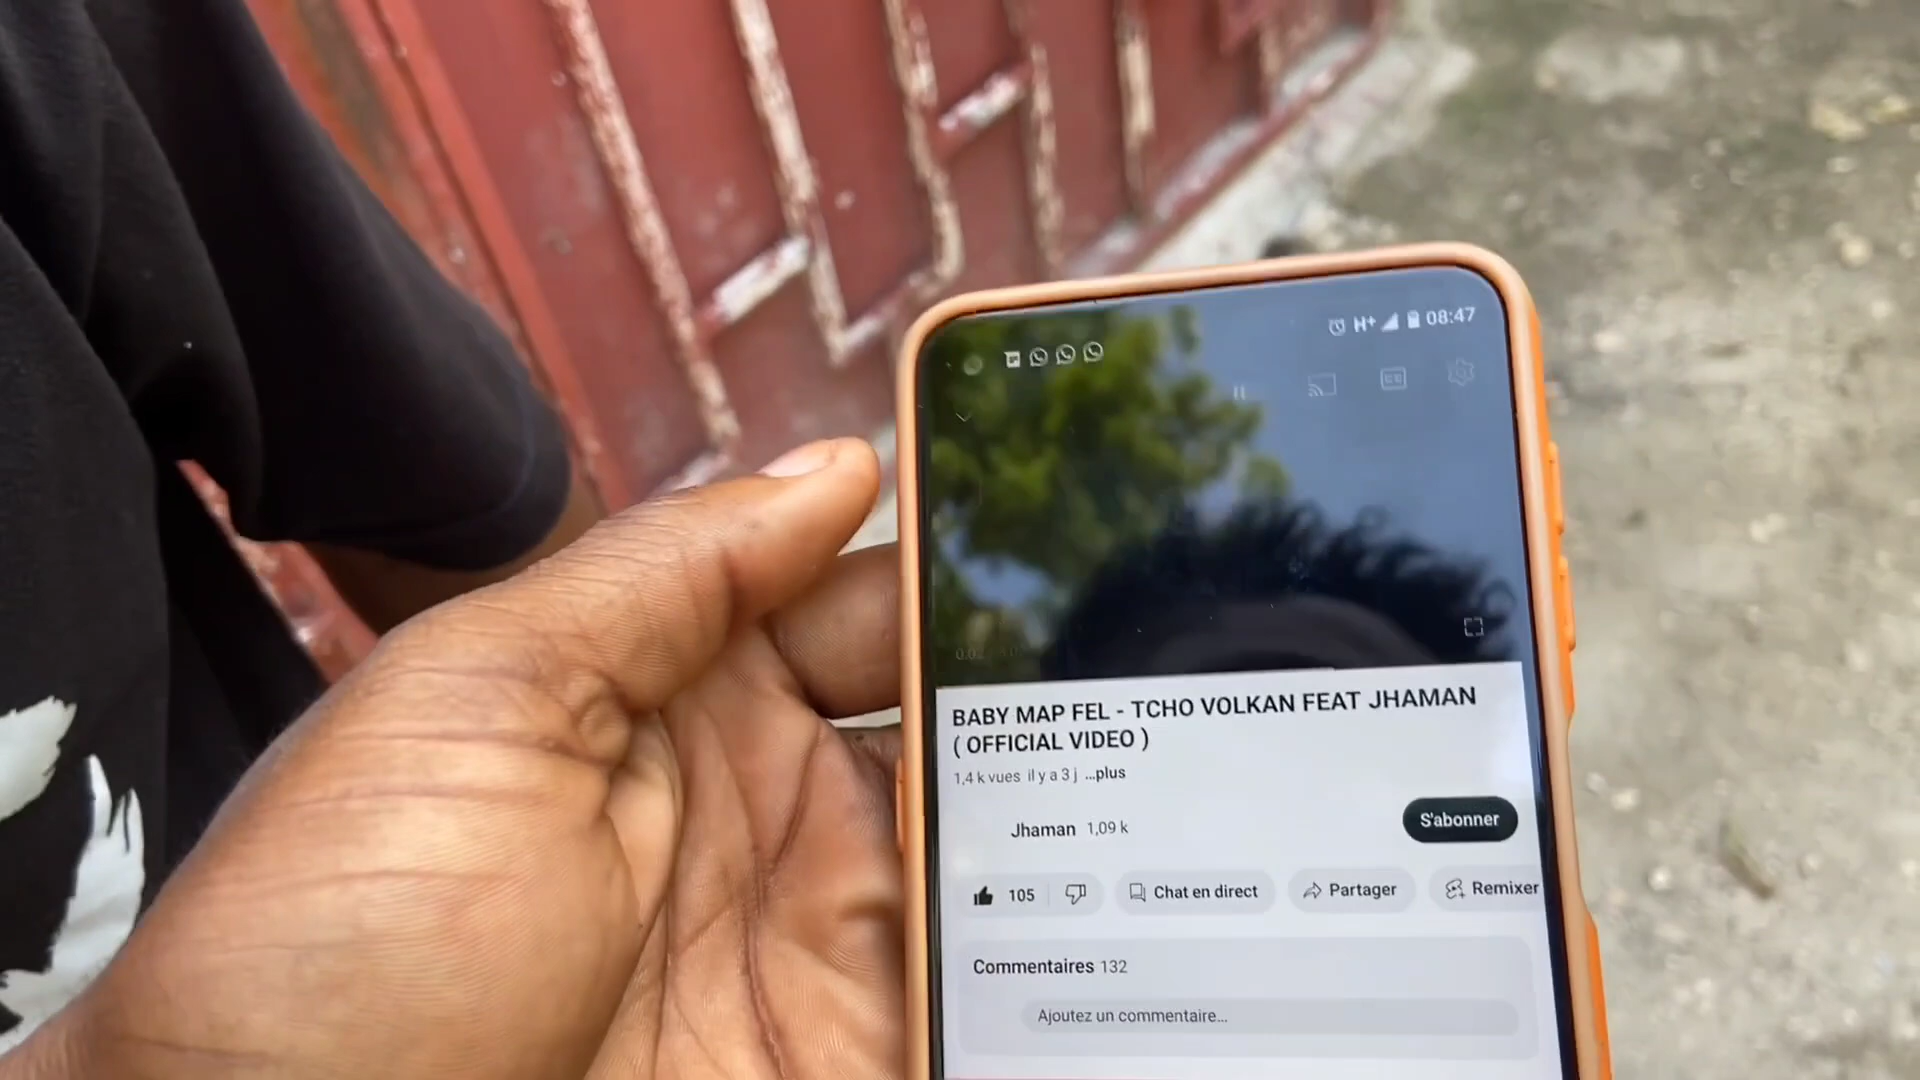 H+ 08:47
CC
BABY MAP FEL - TCHO VOLKAN FEAT JHAMAN
( OFFICIAL VIDEO )
1,4 k vues il y a 3 j ...plus
Jhaman 1,09 k
S'abonner
105
Chat en direct
Partager
Remixer
Commentaires 132
Ajoutez un commentaire...